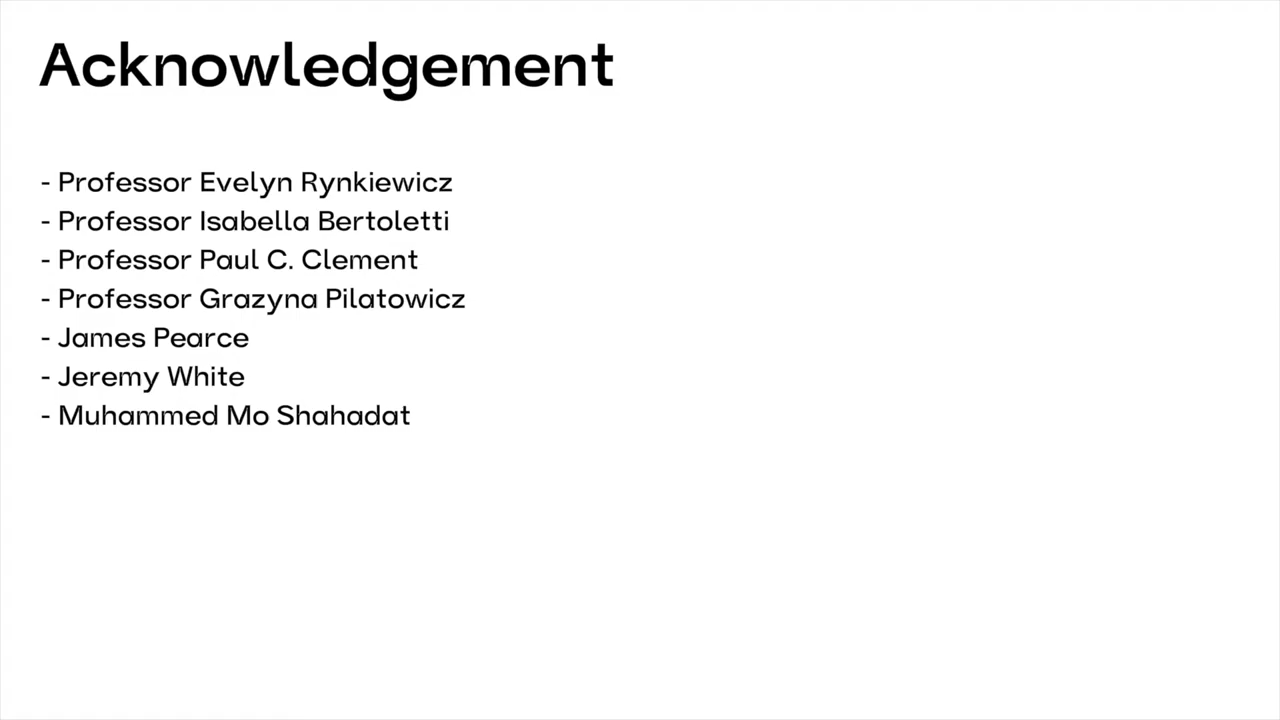 Acknowledgement
- Professor Evelyn Rynkiewicz
- Professor Isabella Bertoletti
- Professor Paul C. Clement
- Professor Grazyna Pilatowicz
- James Pearce
- Jeremy White
- Muhammed Mo Shahadat